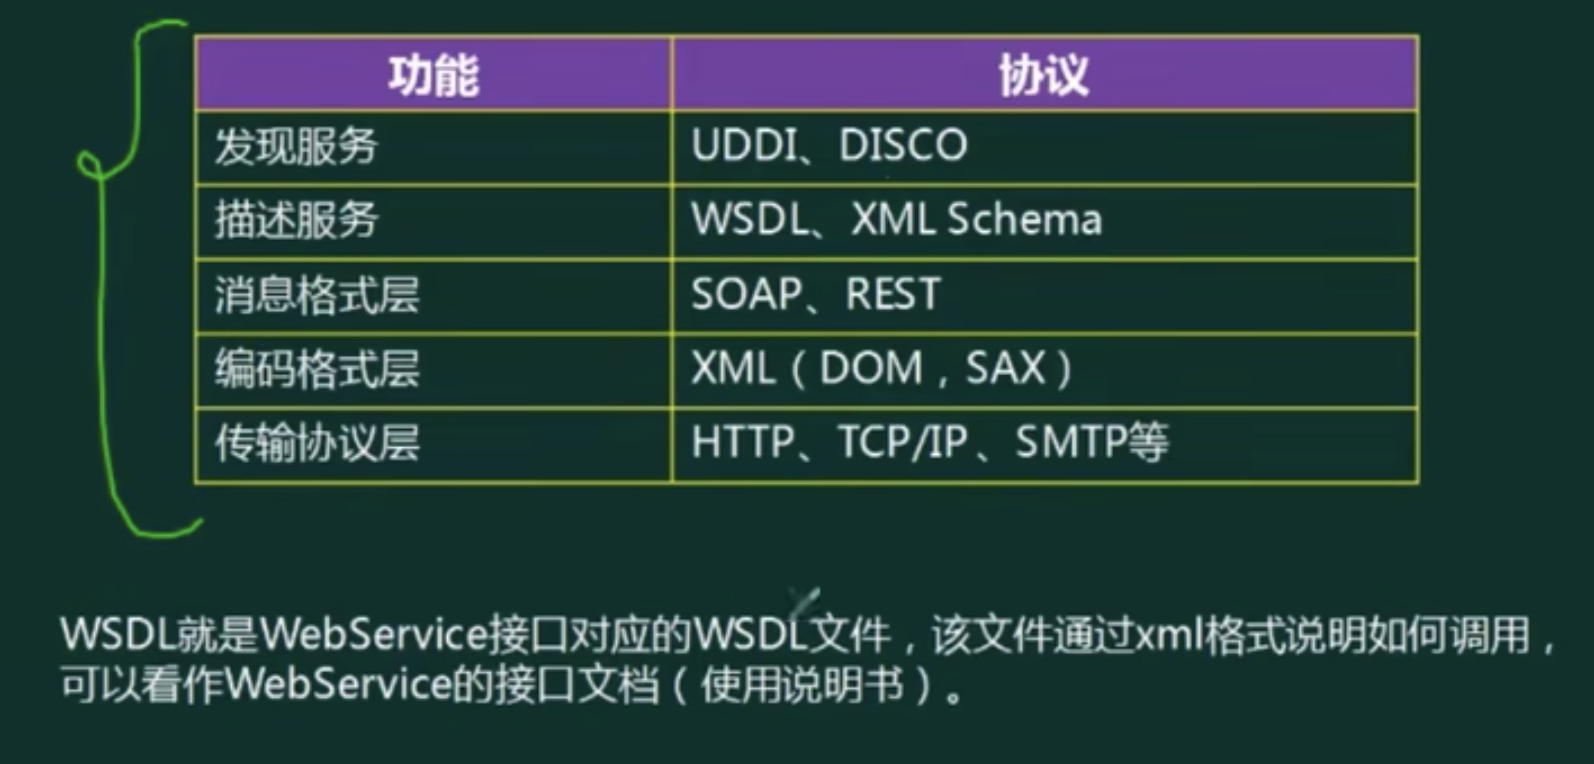 功能 协议
发现服务 UDDI、DISCO
描述服务 WSDL、XML Schema
消息格式层 SOAP、REST
编码格式层 XML（DOM，SAX）
传输协议层 HTTP、TCP/IP、SMTP等
WSDL就是WebService接口对应的WSDL文件，该文件通过xml格式说明如何调用，
可以看作WebService的接口文档（使用说明书）。